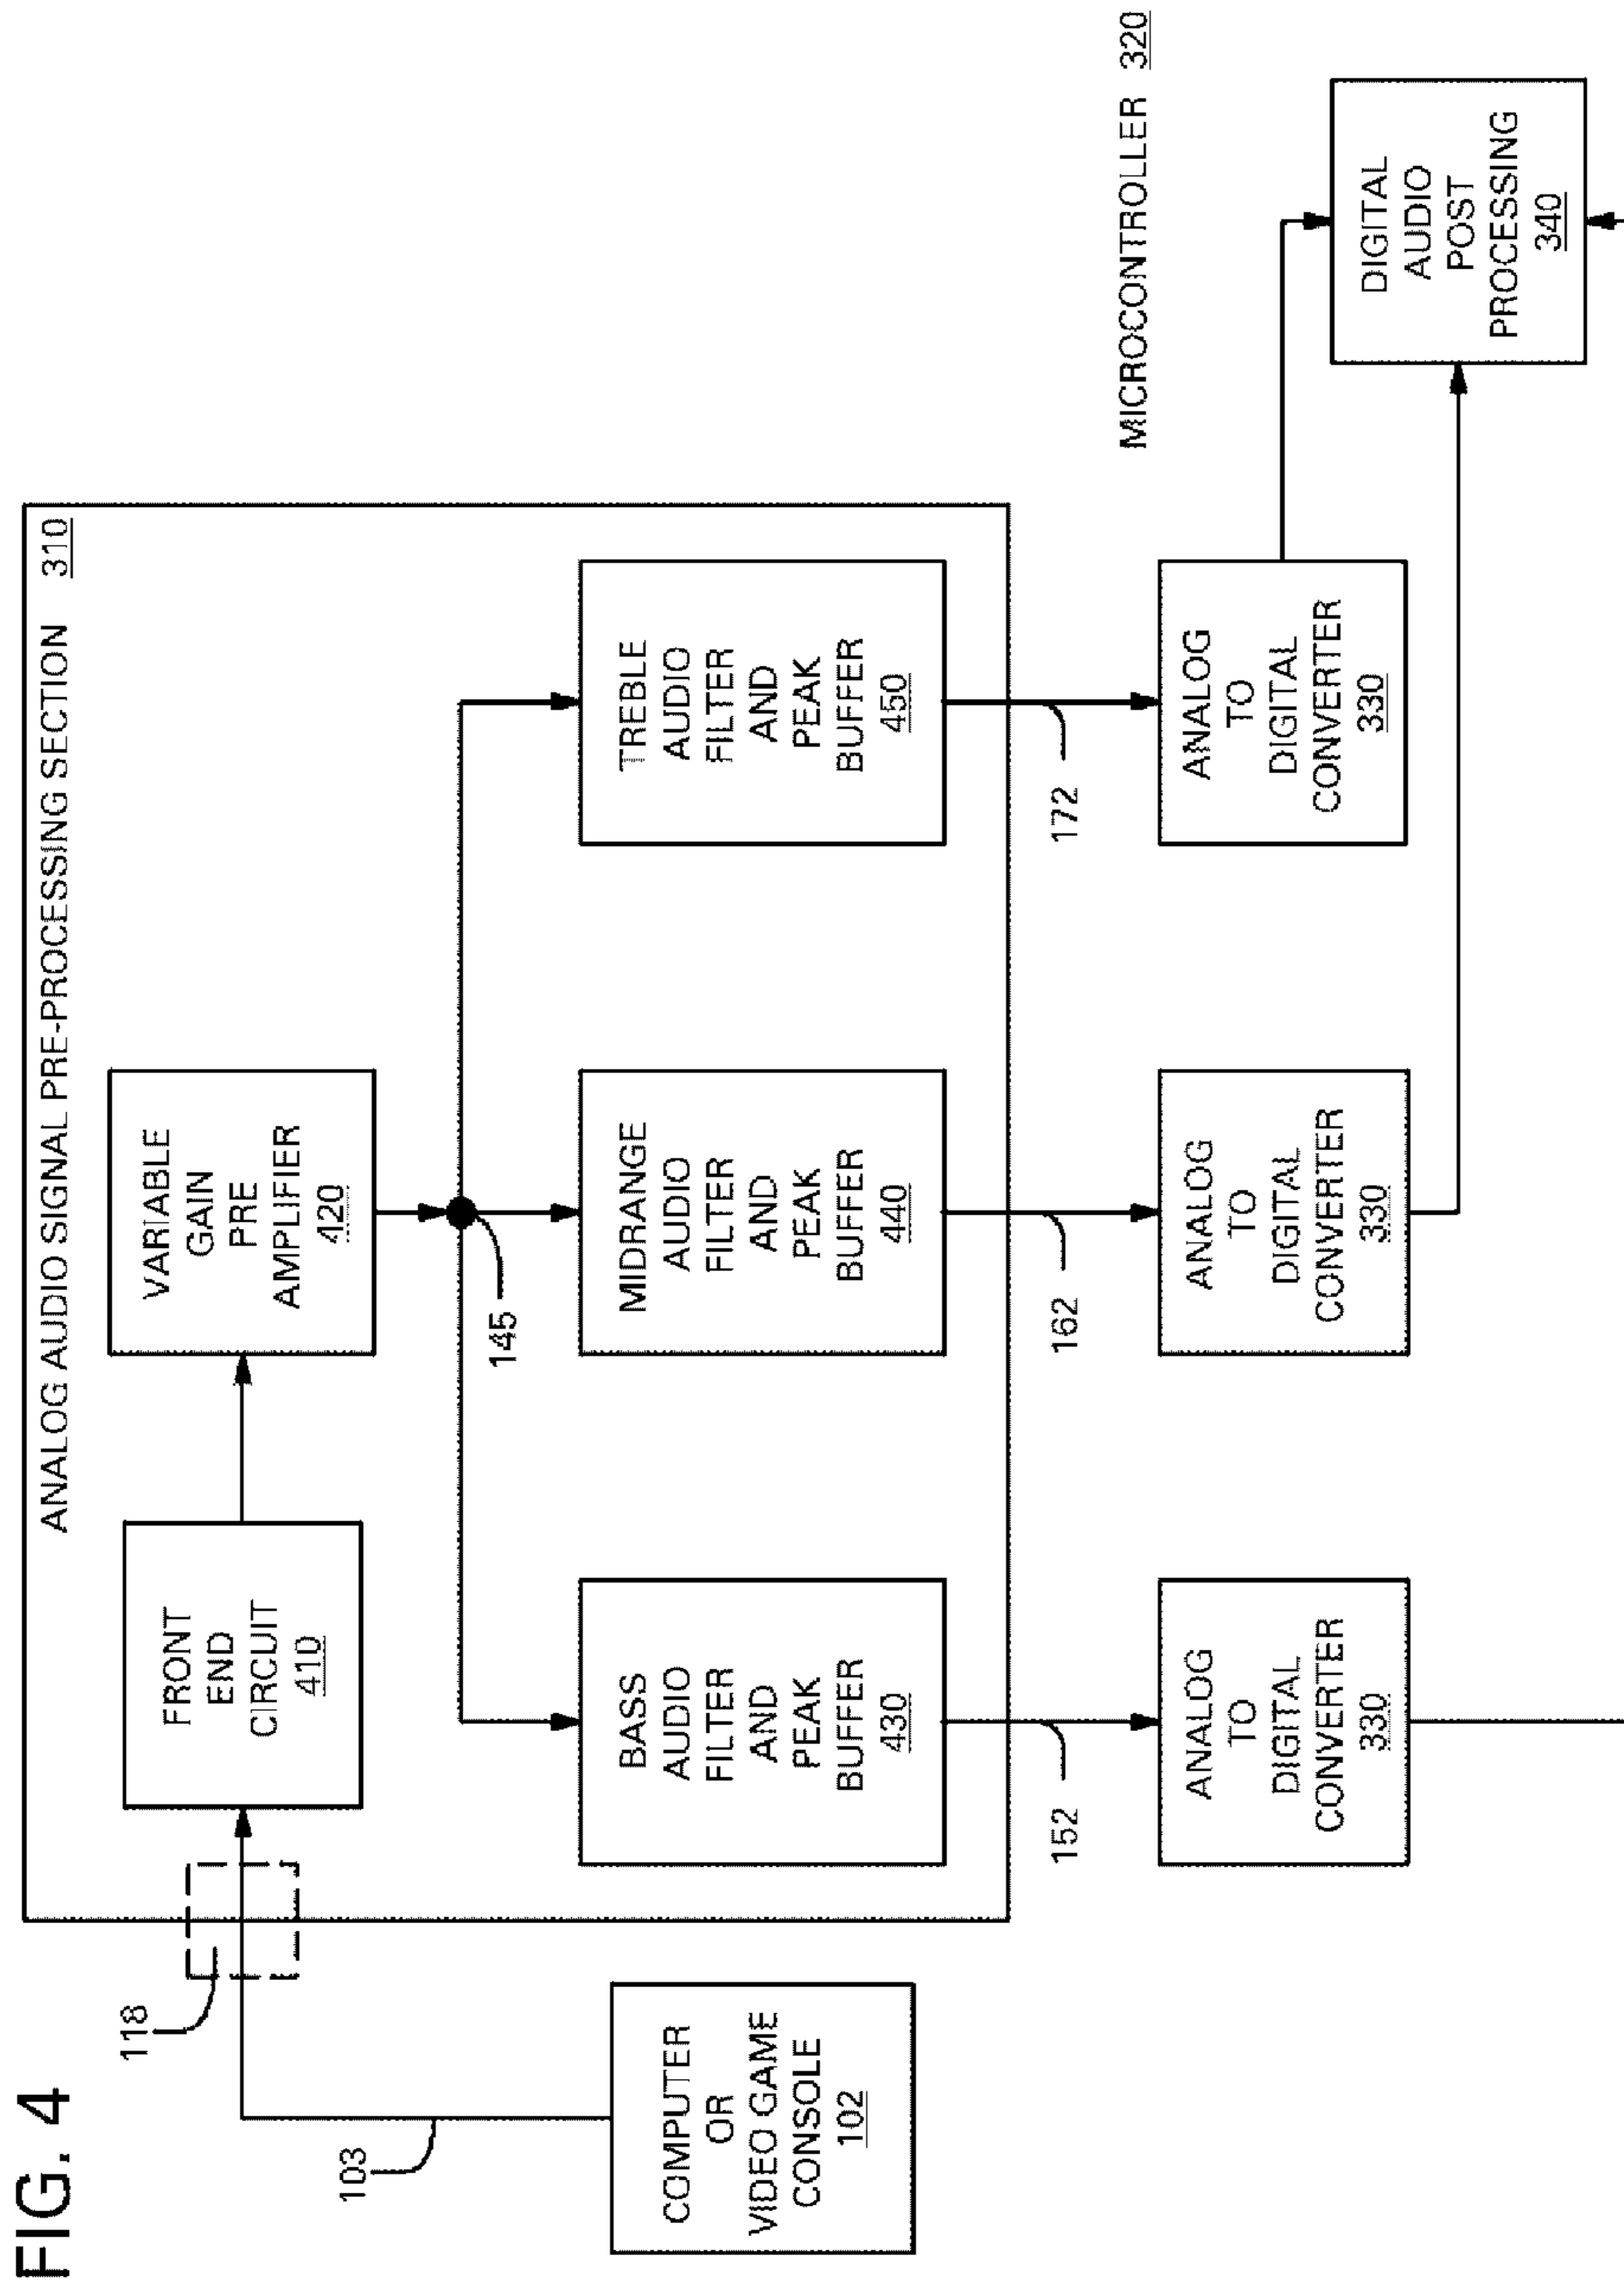 FIG. 4
ANALOG AUDIO SIGNAL PRE-PROCESSING SECTION 310
118
103
FRONT
END
CIRCUIT
410
VARIABLE
GAIN
PRE
AMPLIFIER
420
145
COMPUTER
OR
VIDEO GAME
CONSOLE
102
BASS
AUDIO
FILTER
AND
PEAK
BUFFER
430
MIDRANGE
AUDIO
FILTER
AND
PEAK
BUFFER
440
TREBLE
AUDIO
FILTER
AND
PEAK
BUFFER
450
152
162
172
MICROCONTROLLER 320
ANALOG
TO
DIGITAL
CONVERTER
330
ANALOG
TO
DIGITAL
CONVERTER
330
ANALOG
TO
DIGITAL
CONVERTER
330
DIGITAL
AUDIO
POST
PROCESSING
340